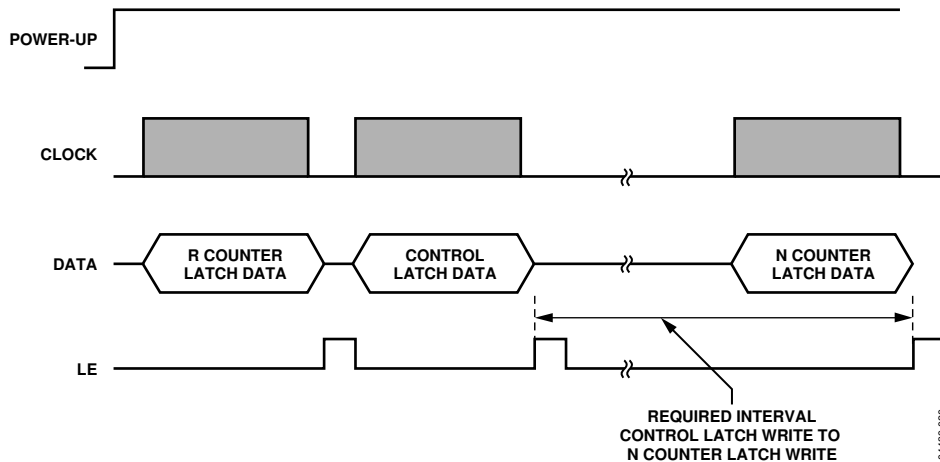 POWER-UP
CLOCK
DATA
R COUNTER
LATCH DATA
CONTROL
LATCH DATA
N COUNTER
LATCH DATA
LE
REQUIRED INTERVAL
CONTROL LATCH WRITE TO
N COUNTER LATCH WRITE